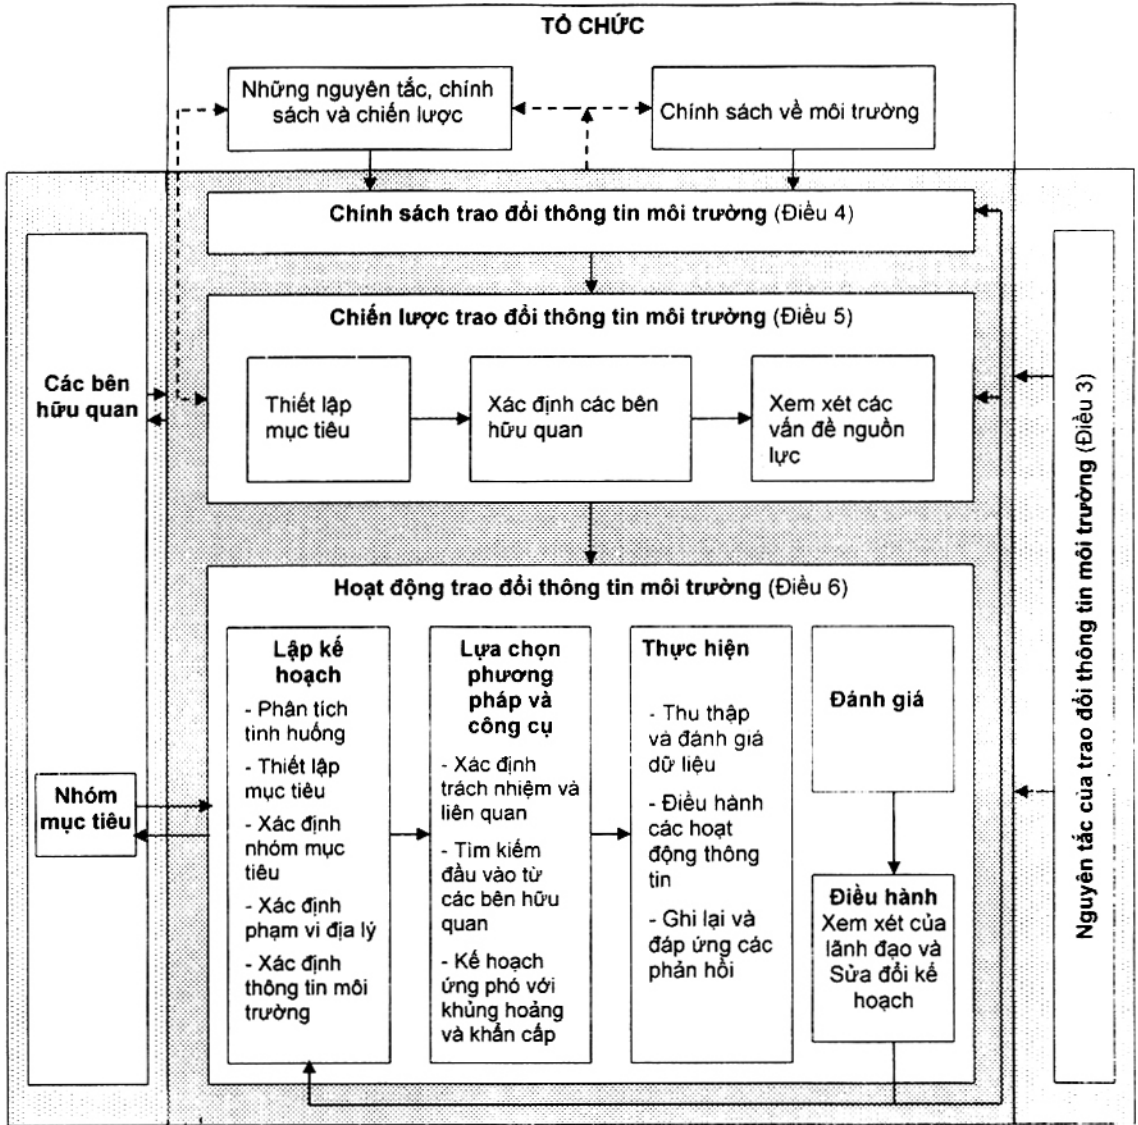 TỔ CHỨC
Những nguyên tắc, chính
sách và chiến lược
Chính sách về môi trường
Chính sách trao đổi thông tin môi trường (Điều 4)
Chiến lược trao đổi thông tin môi trường (Điều 5)
Thiết lập
mục tiêu
Xác định các bên
hữu quan
Xem xét các
vấn đề nguồn
lực
Các bên
hữu quan
Nhóm
mục tiêu
Hoạt động trao đổi thông tin môi trường (Điều 6)
Lập kế
hoạch
- Phân tích
tình huống
- Thiết lập
mục tiêu
- Xác định
nhóm mục
tiêu
- Xác định
phạm vi địa lý
- Xác định
thông tin môi
trường
Lựa chọn
phương
pháp và
công cụ
- Xác định
trách nhiệm và
liên quan
- Tìm kiếm
đầu vào từ
các bên hữu
quan
- Kế hoạch
ứng phó với
khủng hoảng
và khẩn cấp
Thực hiện
- Thu thập
và đánh giá
dữ liệu
- Điều hành
các hoạt
động thông
tin
- Ghi lại và
đáp ứng các
phản hồi
Đánh giá
Điều hành
Xem xét của
lãnh đạo và
Sửa đổi kế
hoạch
Nguyên tắc của trao đổi thông tin môi trường (Điều 3)